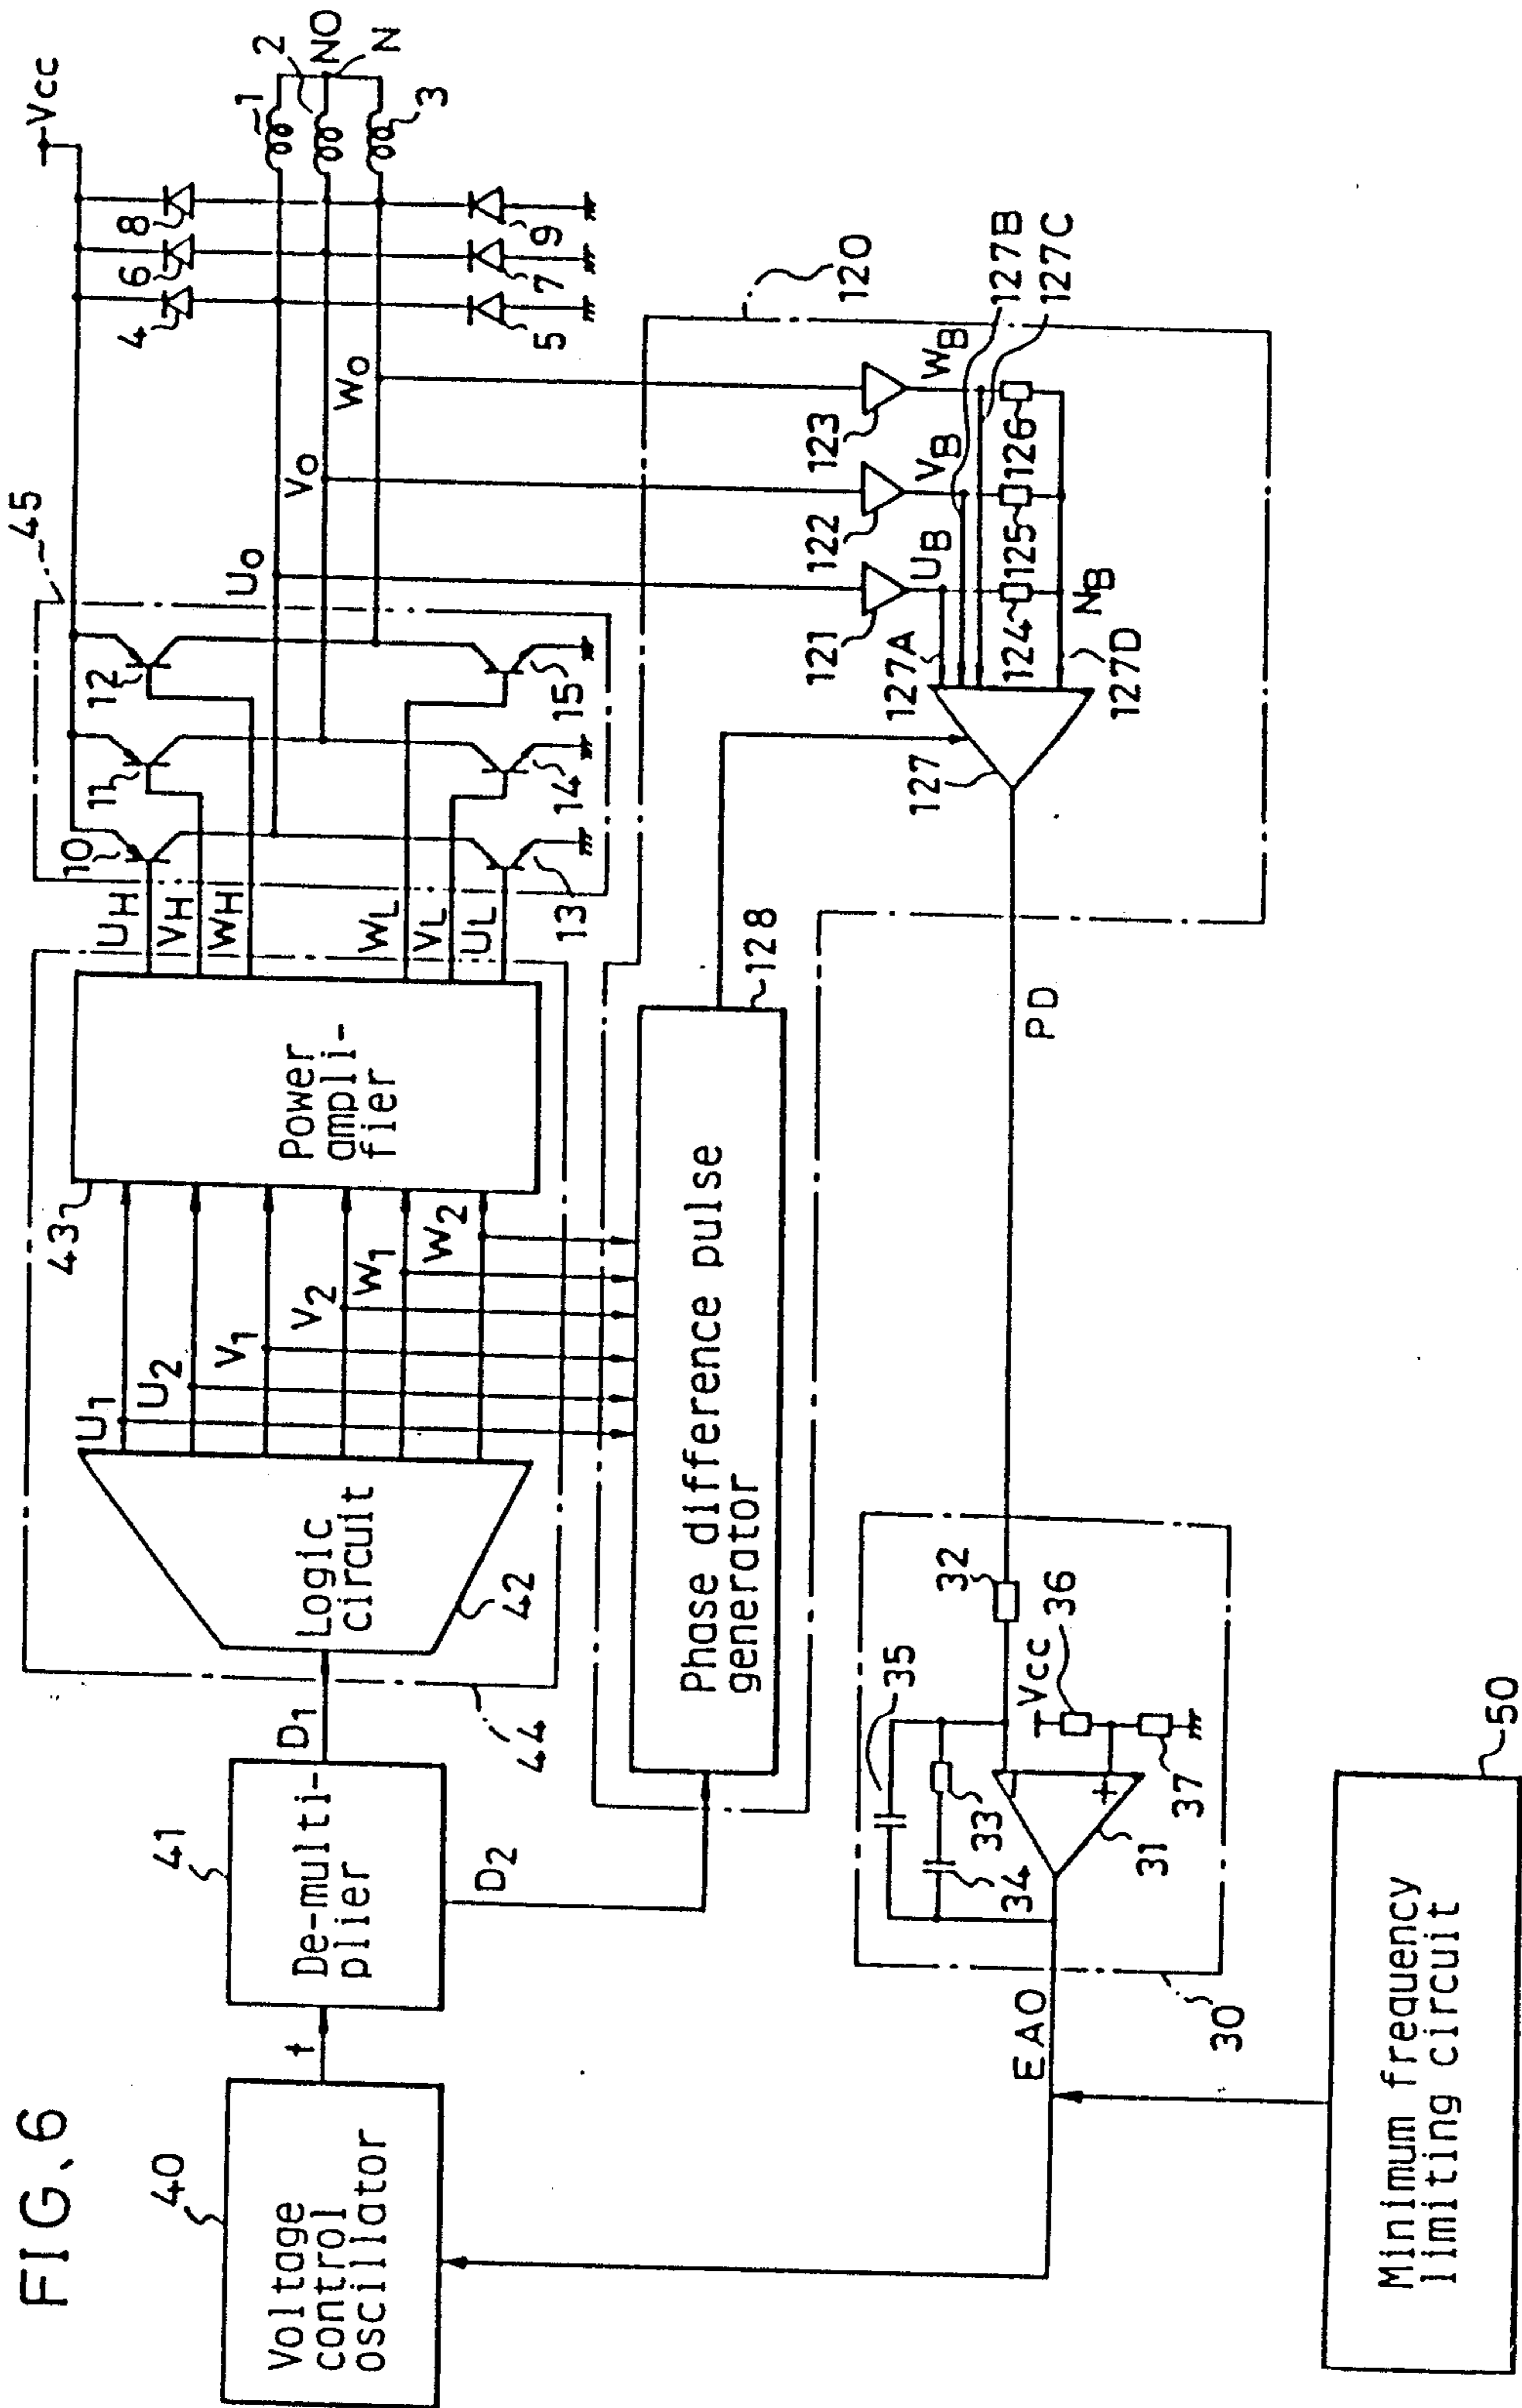 FIG. 6
40
Voltage
control
oscillator
f
41
De-multi-
plier
D1
D2
44
Logic
circuit
42
U1
U2
V1
V2
W1
W2
43
Power
ampli-
fier
UH
VH
WH
WL
VL
UL
45
10
11
12
13
14
15
Uo
Vo
Wo
Vcc
4
6
8
5
7
9
1
2
3
NO
N
Phase difference pulse
generator
128
120
121
122
123
UB
VB
WB
124
125
126
NB
127A
127B
127C
127D
127
PD
32
35
33
34
Vcc
36
37
31
+
30
EAO
Minimum frequency
limiting circuit
50